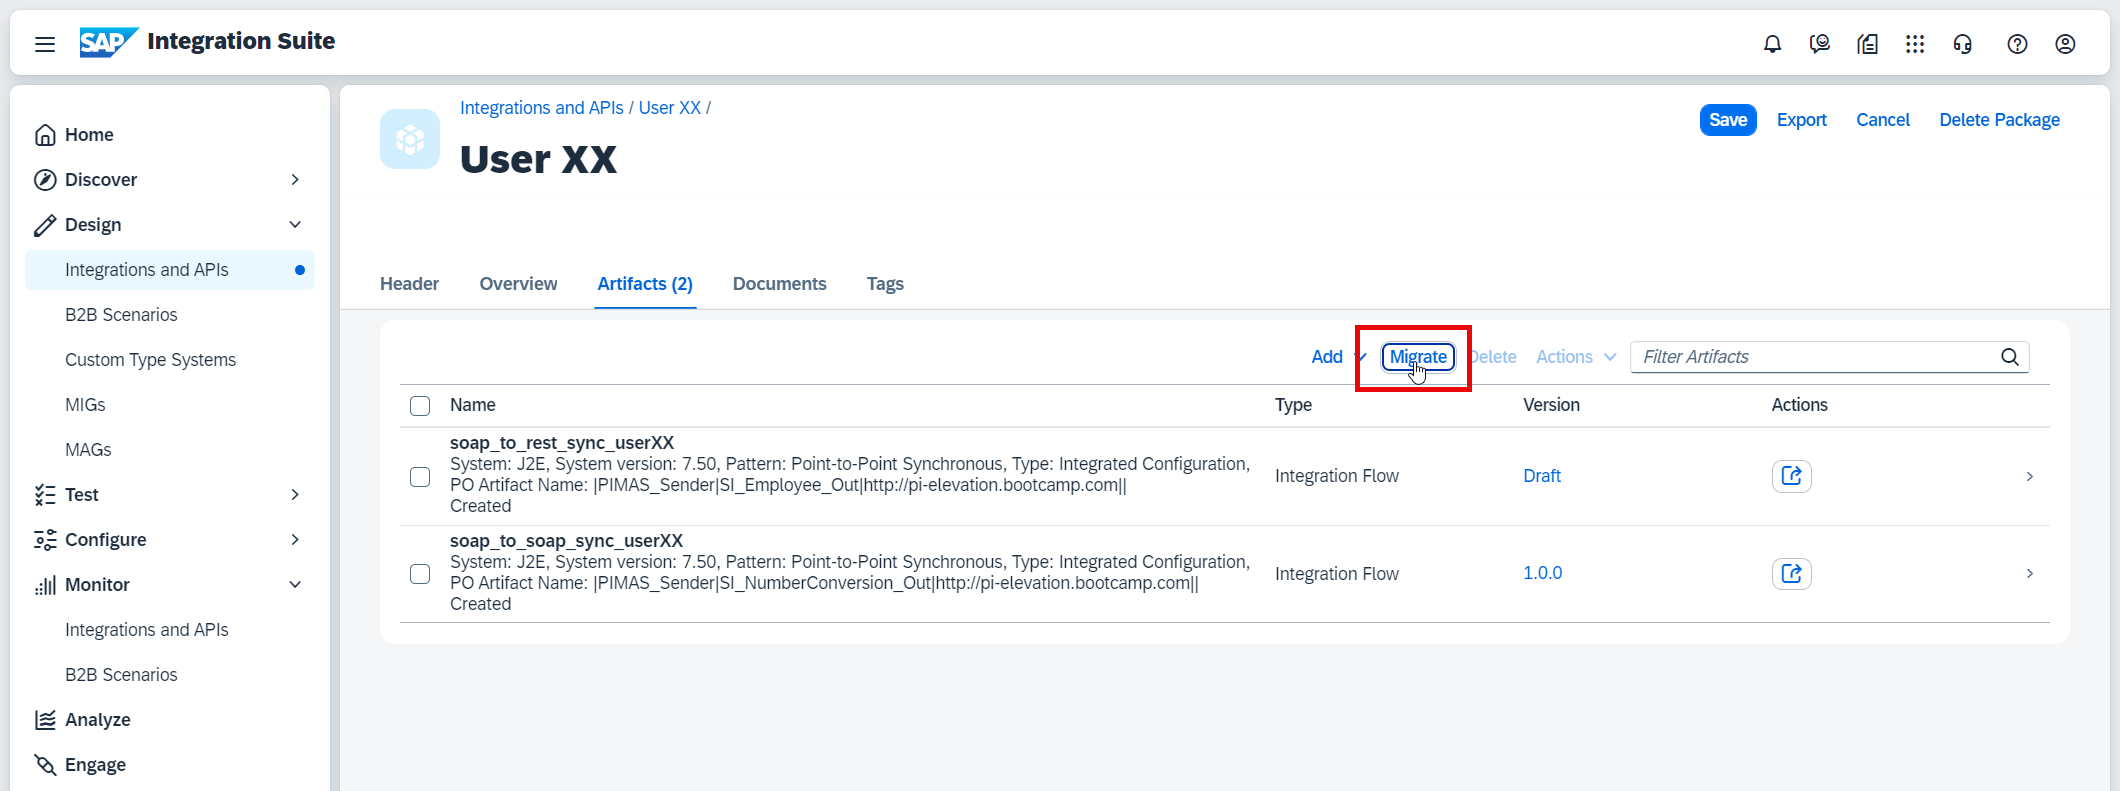 SAP Integration Suite
Home
Discover
Design
Integrations and APIs
B2B Scenarios
Custom Type Systems
MIGs
MAGs
Test
Configure
Monitor
Integrations and APIs
B2B Scenarios
Analyze
Engage
Integrations and APIs / User XX /
User XX
Save Export Cancel Delete Package
Header Overview Artifacts (2) Documents Tags
Add Migrate Delete Actions Filter Artifacts
Name Type Version Actions
soap_to_rest_sync_userXX
System: J2E, System version: 7.50, Pattern: Point-to-Point Synchronous, Type: Integrated Configuration,
PO Artifact Name: |PIMAS_Sender|SI_Employee_Out|http://pi-elevation.bootcamp.com||
Created
Integration Flow Draft
soap_to_soap_sync_userXX
System: J2E, System version: 7.50, Pattern: Point-to-Point Synchronous, Type: Integrated Configuration,
PO Artifact Name: |PIMAS_Sender|SI_NumberConversion_Out|http://pi-elevation.bootcamp.com||
Created
Integration Flow 1.0.0